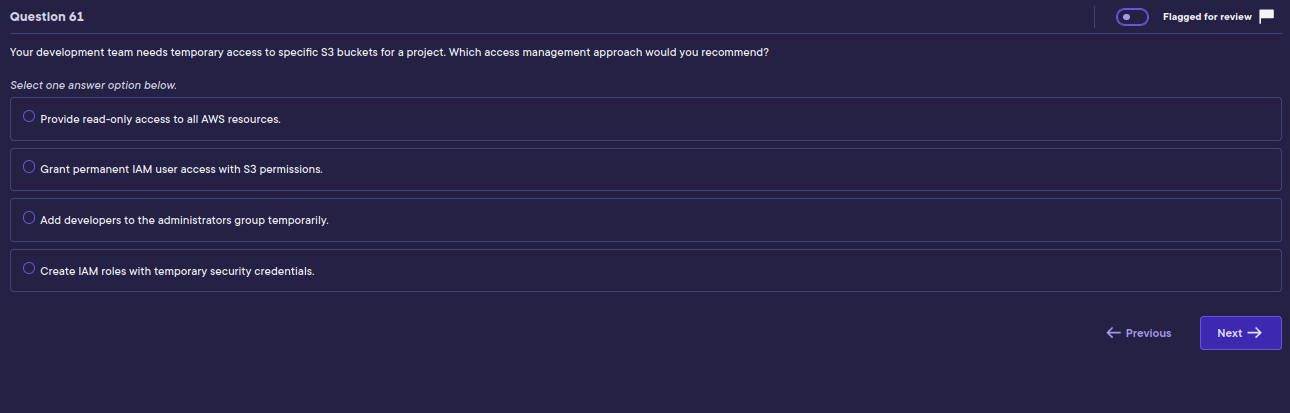 Question 61
Flagged for review
Your development team needs temporary access to specific S3 buckets for a project. Which access management approach would you recommend?
Select one answer option below.
Provide read-only access to all AWS resources.
Grant permanent IAM user access with S3 permissions.
Add developers to the administrators group temporarily.
Create IAM roles with temporary security credentials.
Previous
Next